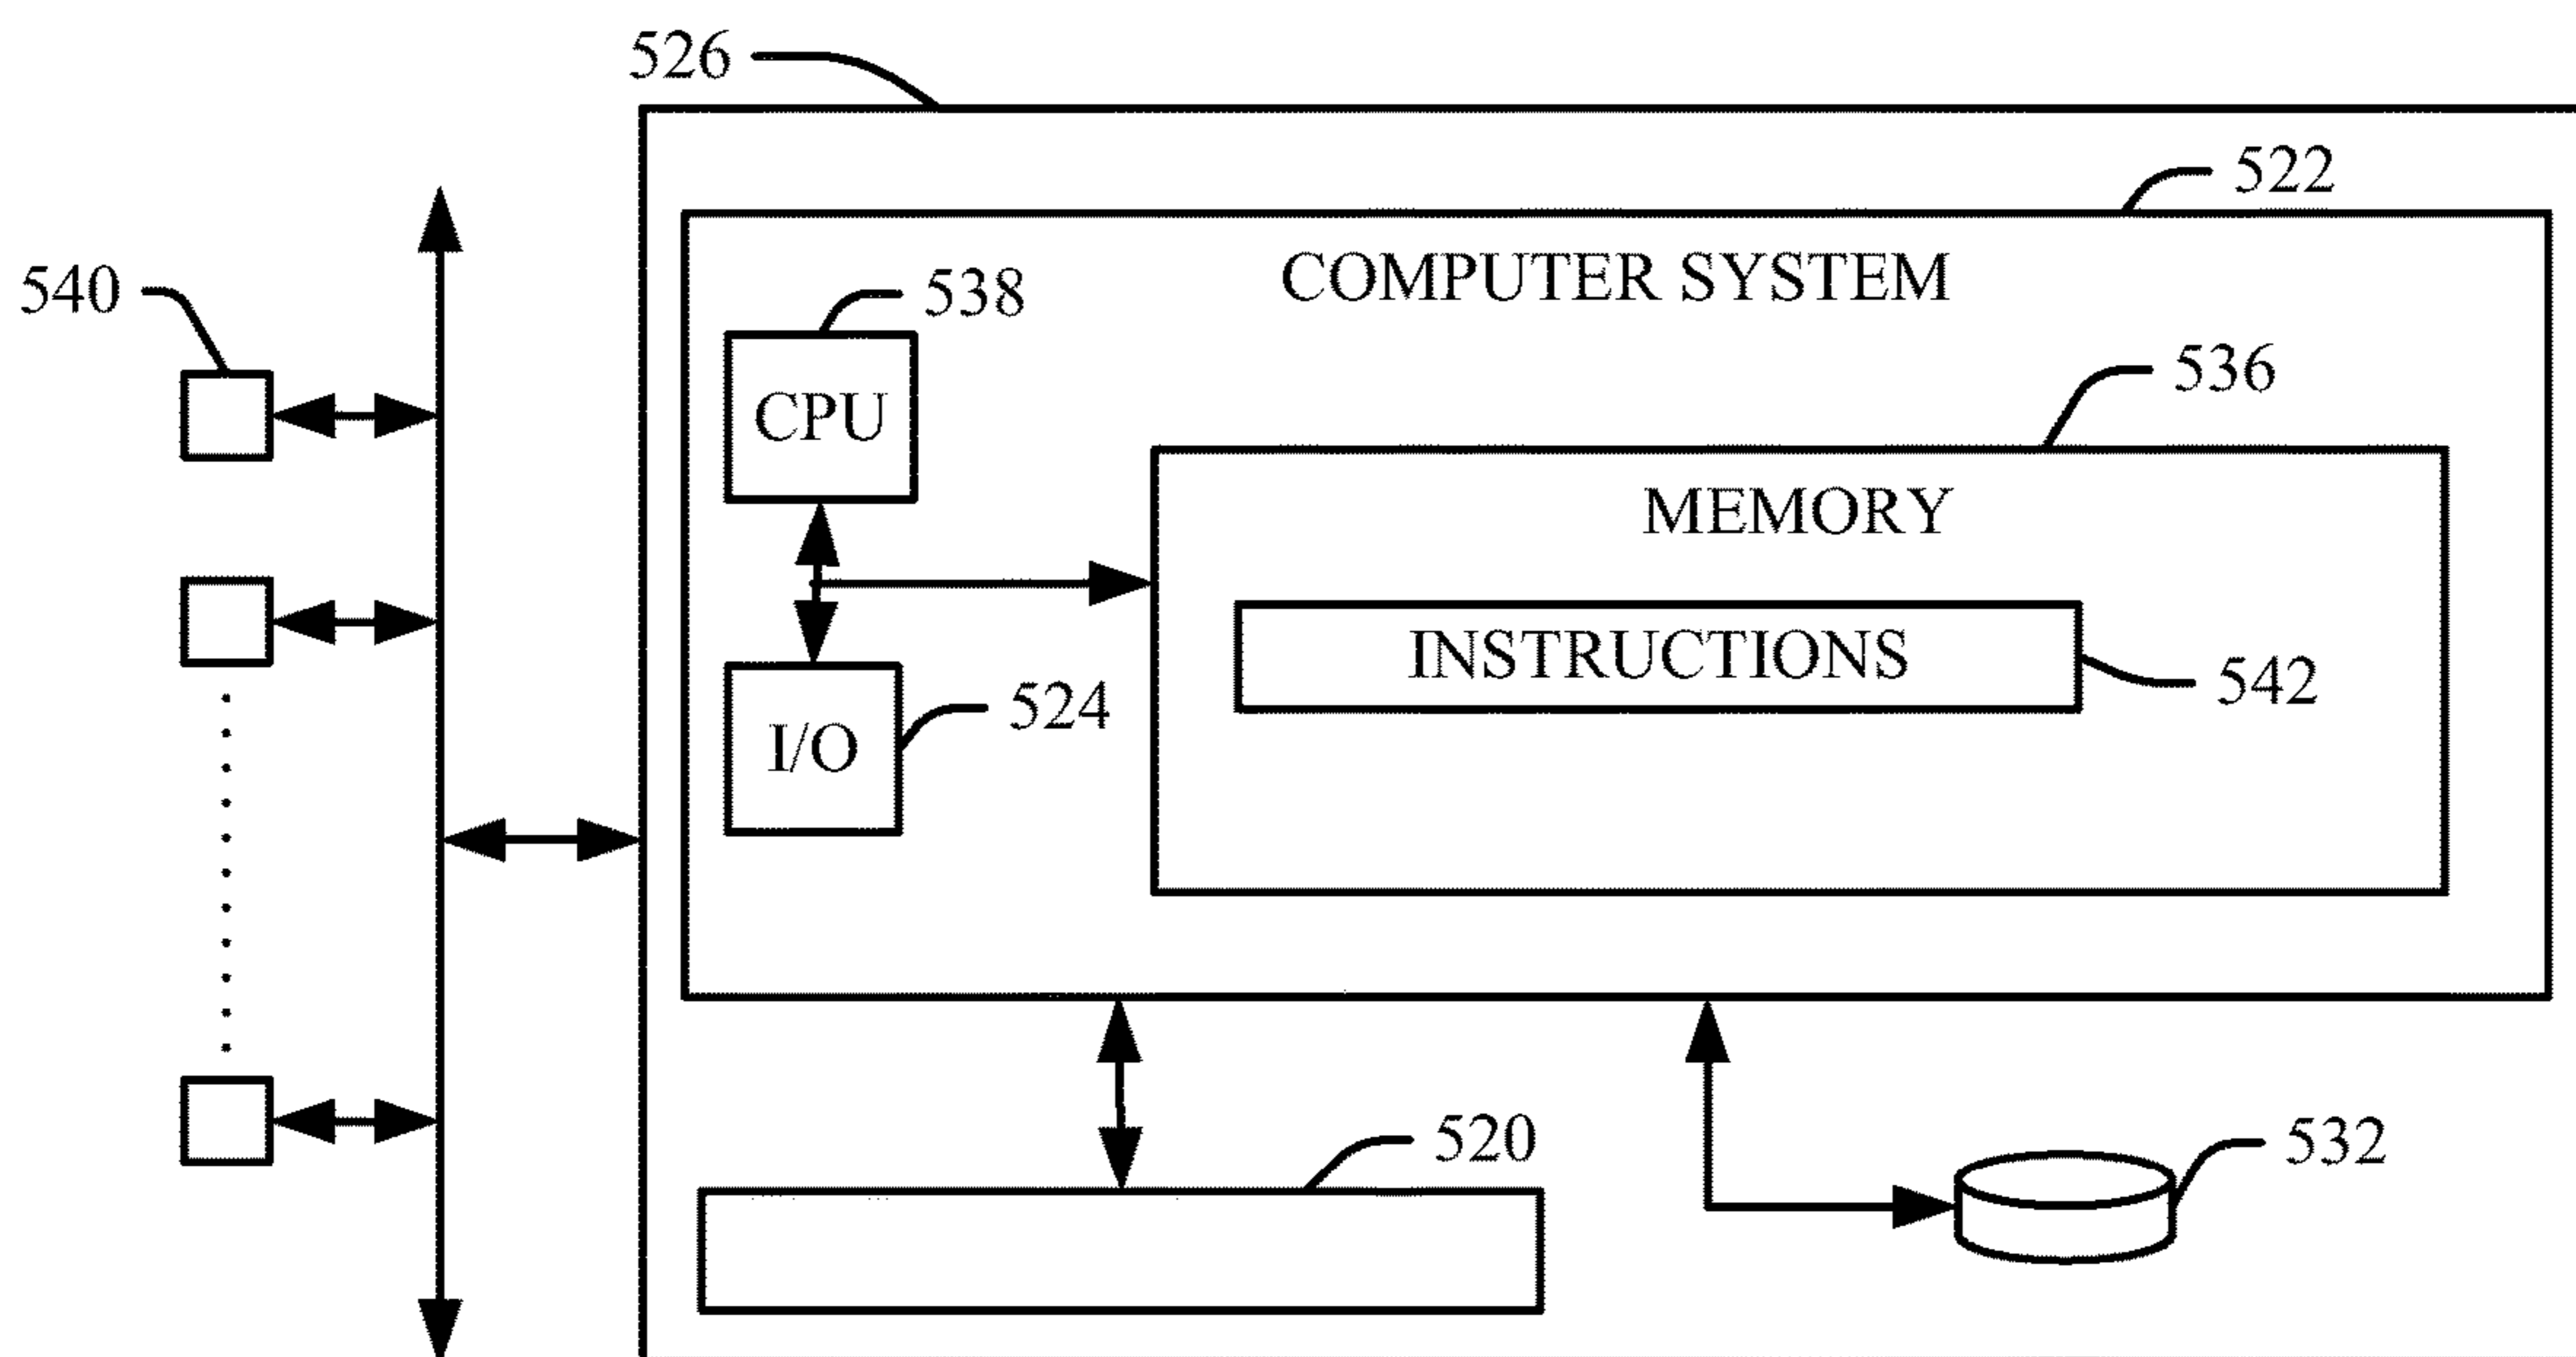 526
522
COMPUTER SYSTEM
540
538
536
CPU
MEMORY
INSTRUCTIONS
542
524
I/O
520
532